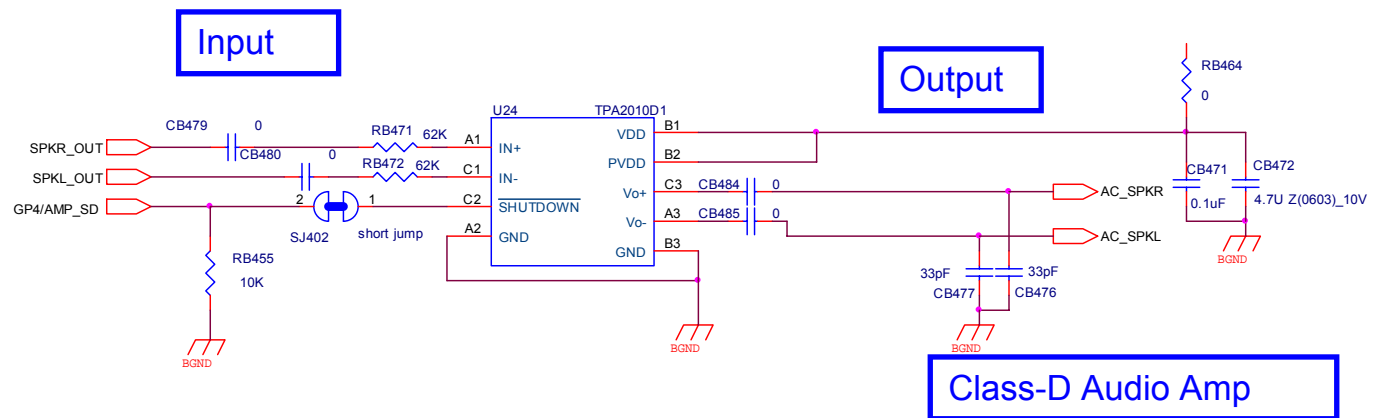 Input
Output
RB464
0
U24
TPA2010D1
CB479
0
RB471
62K
A1
IN+
VDD
B1
SPKR_OUT
CB480
0
RB472
62K
C1
IN-
PVDD
B2
SPKL_OUT
CB471
0.1uF
CB472
4.7U Z(0603)_10V
GP4/AMP_SD
2
1
SJ402
short jump
C2
SHUTDOWN
Vo+
C3
CB484
0
AC_SPKR
A2
GND
Vo-
A3
CB485
0
AC_SPKL
GND
B3
BGND
RB455
10K
33pF
CB477
33pF
CB476
BGND
BGND
BGND
Class-D Audio Amp